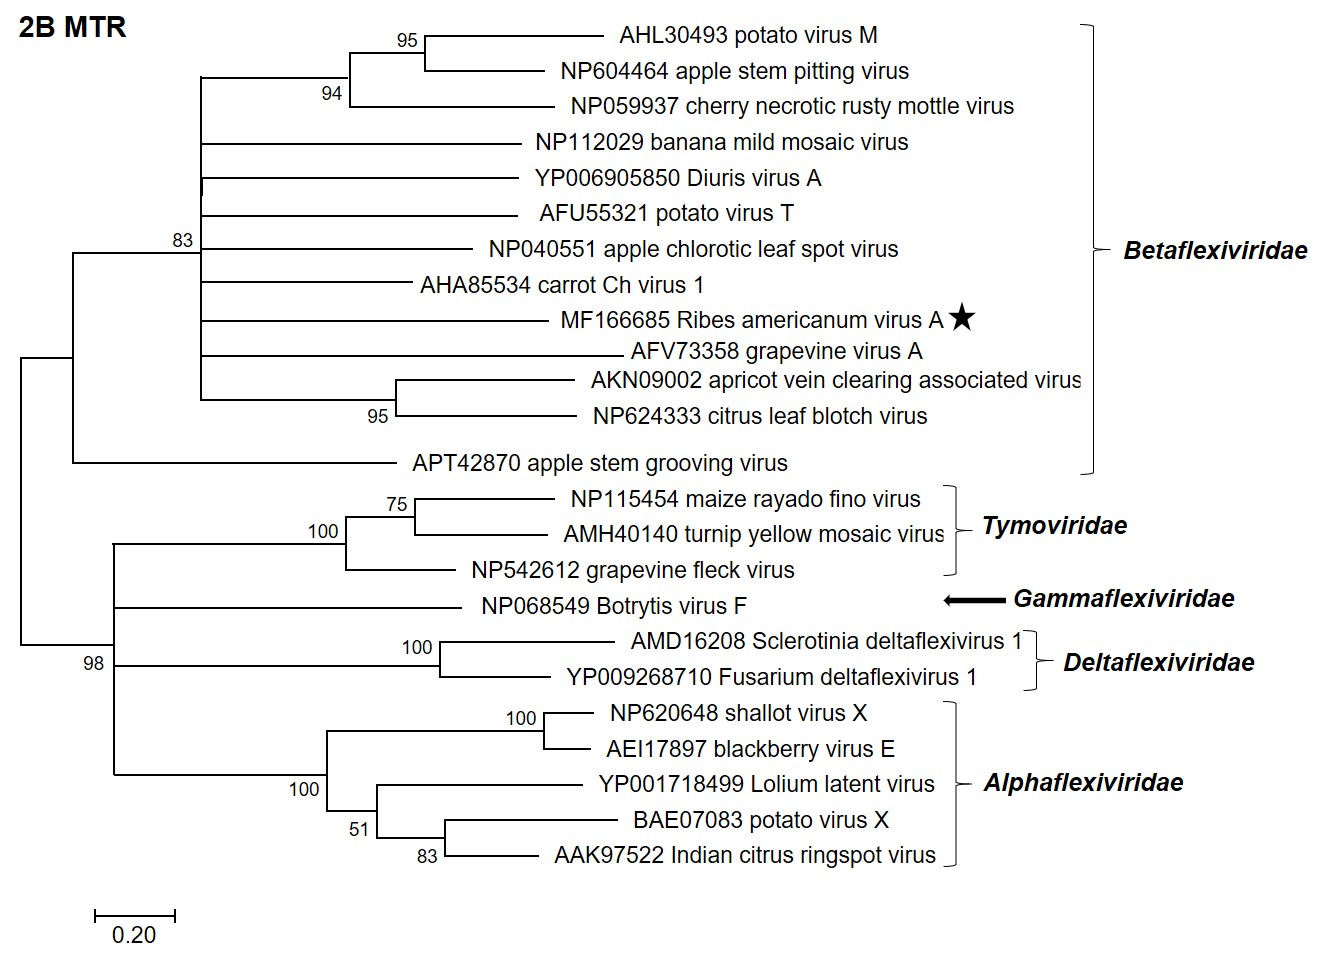 2B MTR
95
AHL30493 potato virus M
NP604464 apple stem pitting virus
94
NP059937 cherry necrotic rusty mottle virus
NP112029 banana mild mosaic virus
YP006905850 Diuris virus A
AFU55321 potato virus T
83
NP040551 apple chlorotic leaf spot virus
Betaflexiviridae
AHA85534 carrot Ch virus 1
MF166685 Ribes americanum virus A
AFV73358 grapevine virus A
AKN09002 apricot vein clearing associated virus
95
NP624333 citrus leaf blotch virus
APT42870 apple stem grooving virus
75
NP115454 maize rayado fino virus
100
AMH40140 turnip yellow mosaic virus
Tymoviridae
NP542612 grapevine fleck virus
NP068549 Botrytis virus F
Gammaflexiviridae
100
AMD16208 Sclerotinia deltaflexivirus 1
98
YP009268710 Fusarium deltaflexivirus 1
Deltaflexiviridae
100
NP620648 shallot virus X
AEI17897 blackberry virus E
100
YP001718499 Lolium latent virus
Alphaflexiviridae
51
BAE07083 potato virus X
83
AAK97522 Indian citrus ringspot virus
0.20